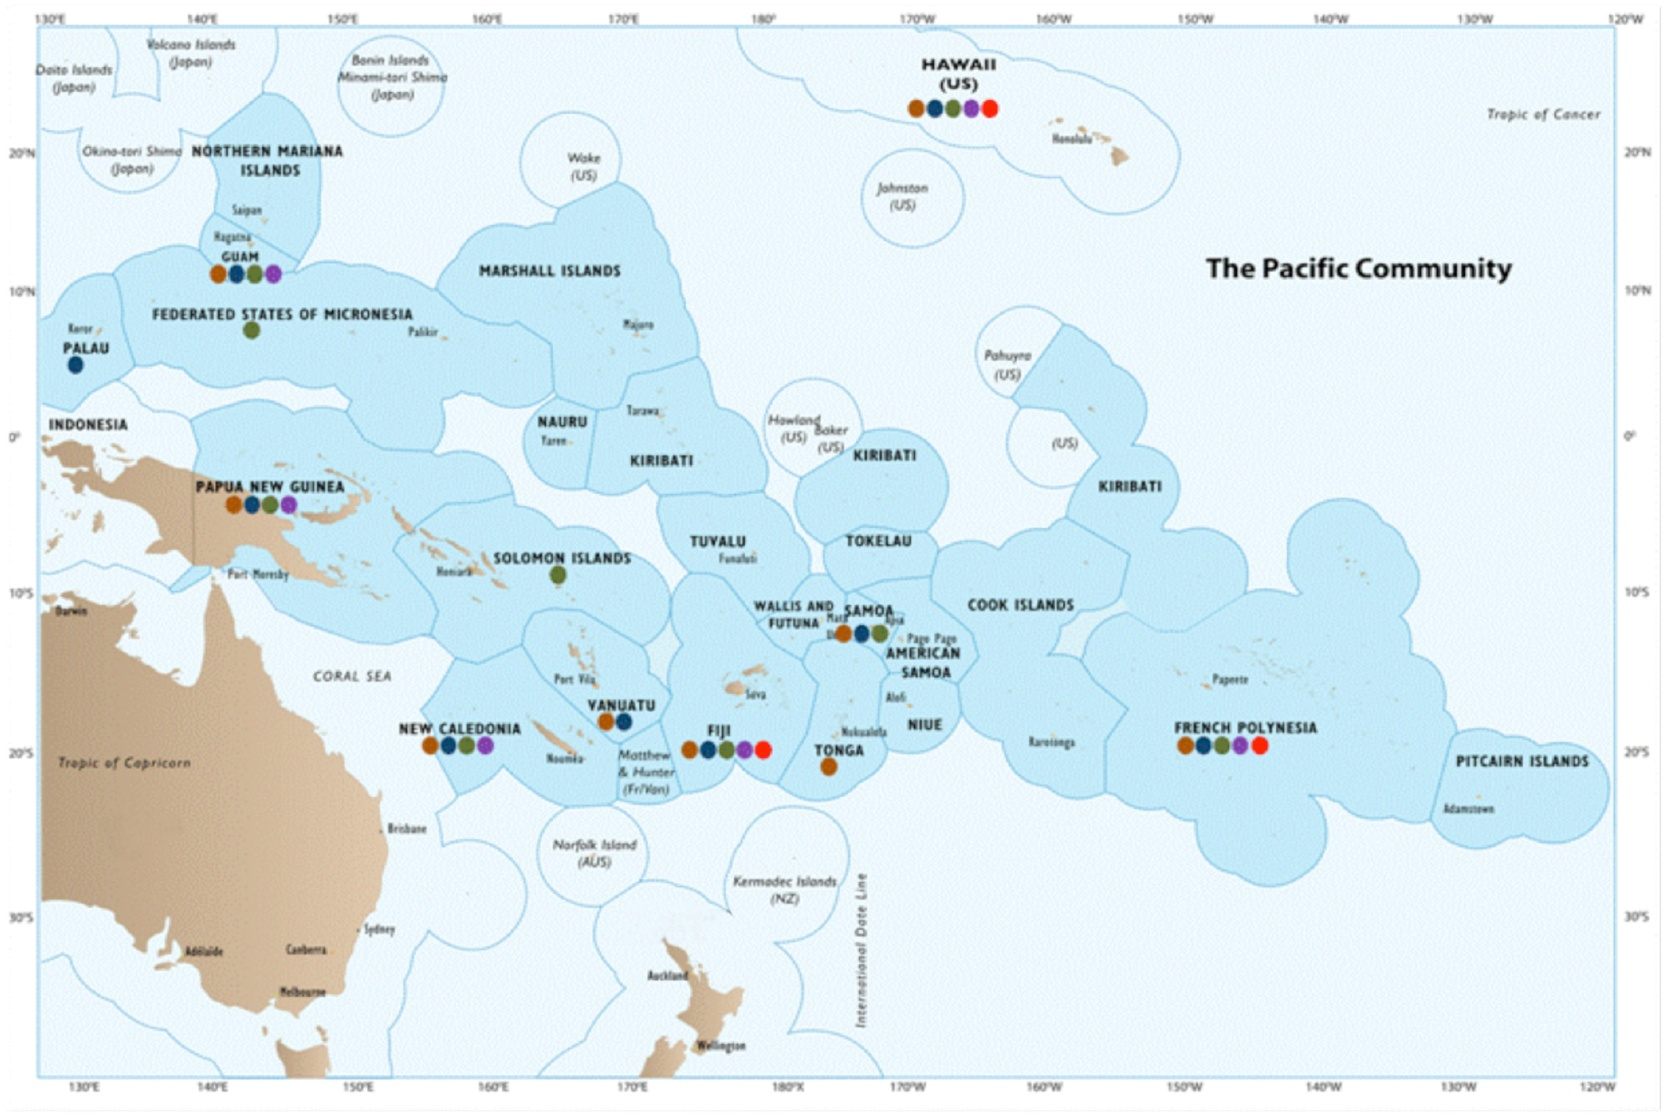 130°E 140°E 150°E 160°E 170°E 180° 170°W 160°W 150°W 140°W 130°W 120°W
Volcano Islands
(Japan)
Daito Islands
(Japan)
Bonin Islands
Minami-tori Shima
(Japan)
HAWAII
(US)
Honolulu
Tropic of Cancer
20°N
20°N
Okino-tori Shima
(Japan)
NORTHERN MARIANA
ISLANDS
Saipan
Wake
(US)
Johnston
(US)
Hagatna
GUAM
MARSHALL ISLANDS
Majuro
The Pacific Community
10°N
10°N
FEDERATED STATES OF MICRONESIA
Palikir
Koror
PALAU
Pahuyra
(US)
INDONESIA
NAURU
Yaren
Tarawa
KIRIBATI
Howland
(US)
Baker
(US)
KIRIBATI
(US)
KIRIBATI
0°
0°
PAPUA NEW GUINEA
Port Moresby
SOLOMON ISLANDS
Honiara
TUVALU
Funafuti
TOKELAU
10°S
10°S
Darwin
WALLIS AND
FUTUNA
Mata
SAMOA
Apia
Pago Pago
AMERICAN
SAMOA
COOK ISLANDS
CORAL SEA
Port Vila
VANUATU
Suva
Alofi
NIUE
Papeete
NEW CALEDONIA
Nouméa
FIJI
Nukualofa
TONGA
Rarotonga
FRENCH POLYNESIA
Matthew
& Hunter
(Fr/Van)
20°S
20°S
Tropic of Capricorn
PITCAIRN ISLANDS
Adamstown
Brisbane
Norfolk Island
(AUS)
Kermadec Islands
(NZ)
International Date Line
30°S
30°S
Sydney
Adélaïde
Canberra
Melbourne
Auckland
Wellington
130°E 140°E 150°E 160°E 170°E 180°X 170°W 160°W 150°W 140°W 130°W 120°W